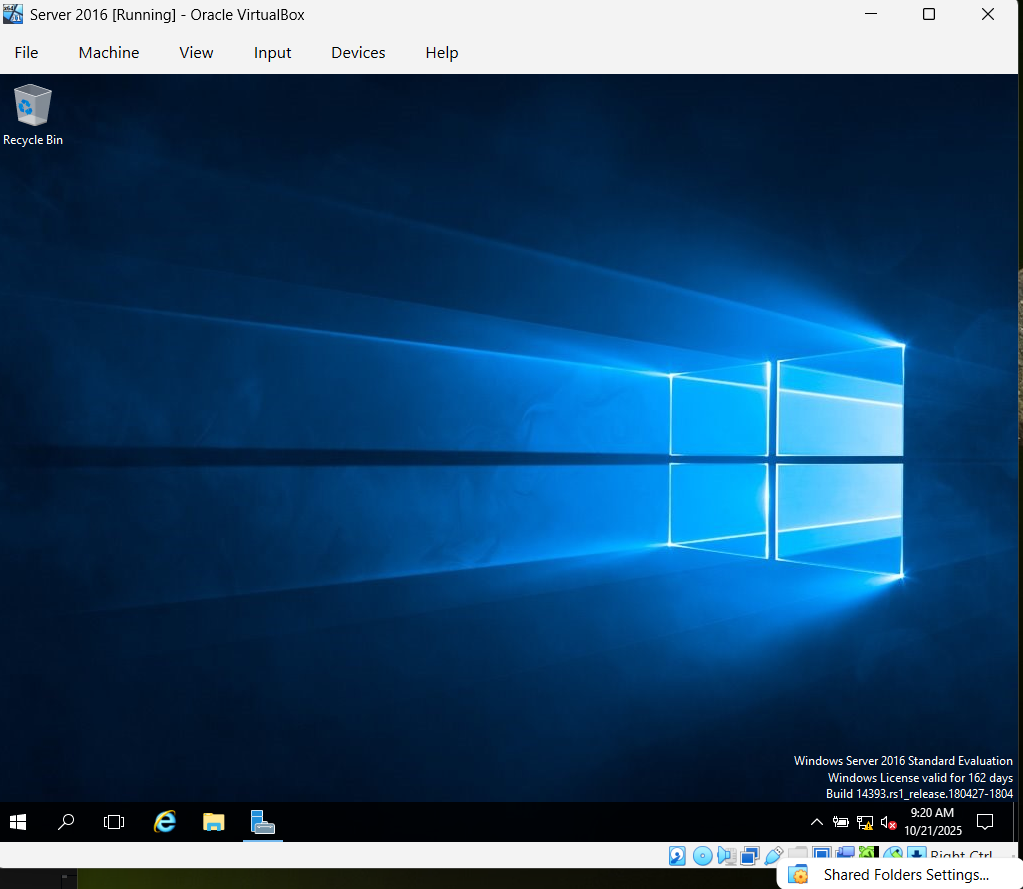 Server 2016 [Running] - Oracle VirtualBox
File Machine View Input Devices Help
Recycle Bin
Windows Server 2016 Standard Evaluation
Windows License valid for 162 days
Build 14393.rs1_release.180427-1804
9:20 AM
10/21/2025
Right Ctrl
Shared Folders Settings...